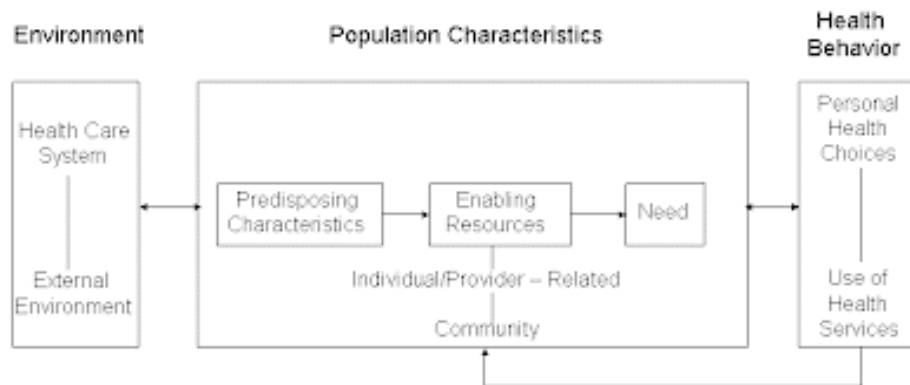 Environment
Population Characteristics
Health
Behavior
Health Care
System
External
Environment
Predisposing
Characteristics
Enabling
Resources
Need
Individual/Provider – Related
Community
Personal
Health
Choices
Use of
Health
Services